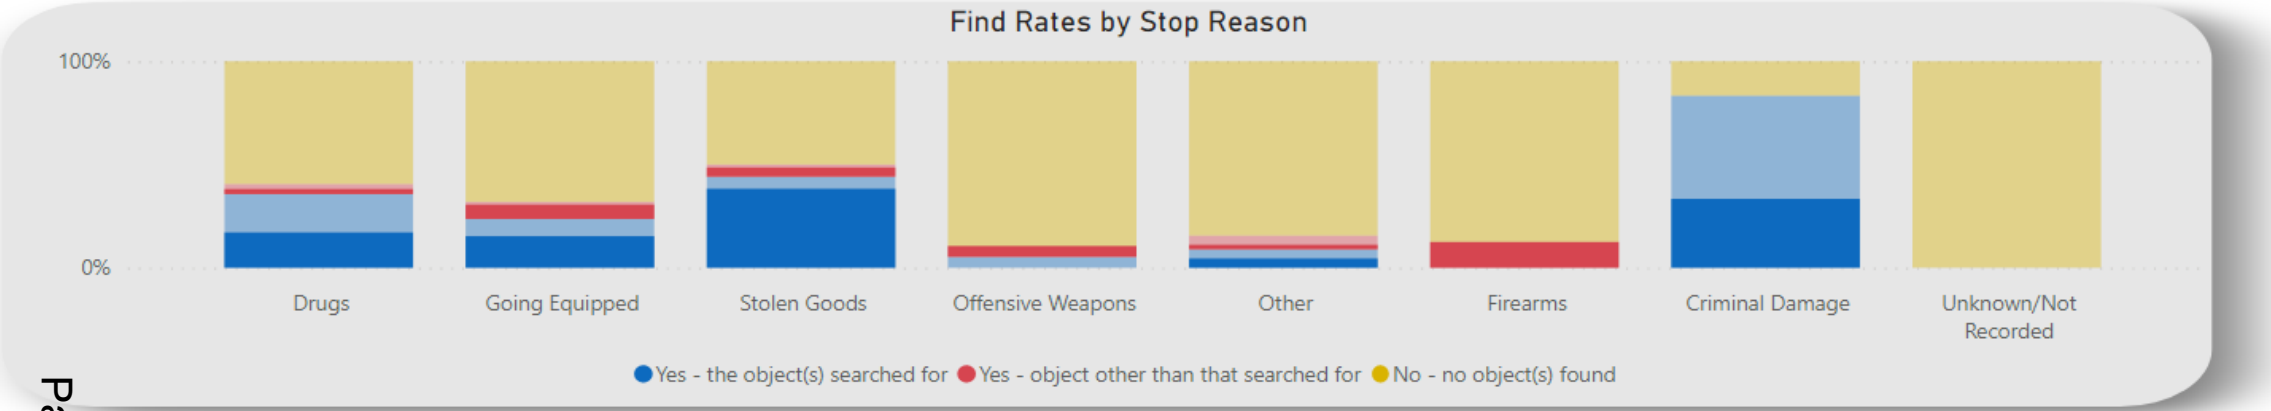 Find Rates by Stop Reason
100%
0%
Drugs
Going Equipped
Stolen Goods
Offensive Weapons
Other
Firearms
Criminal Damage
Unknown/Not
Recorded
Yes - the object(s) searched for Yes - object other than that searched for No - no object(s) found